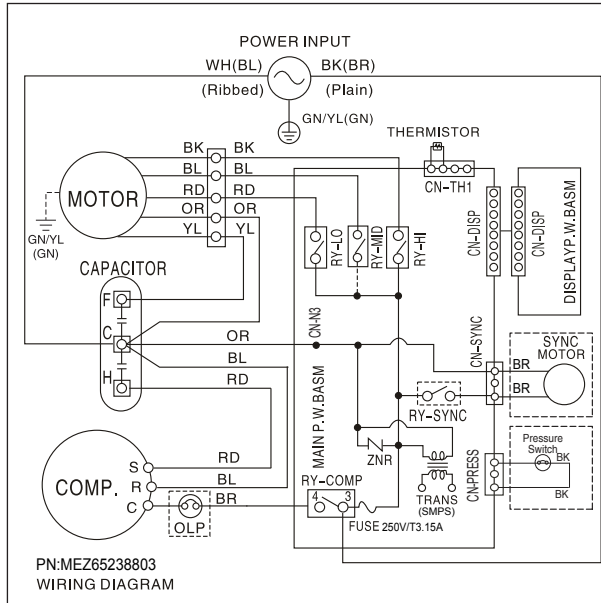 POWER INPUT
WH(BL) BK(BR)
(Ribbed) (Plain)
GN/YL(GN)
THERMISTOR
CN-TH1
BK BK
BL BL
RD RD
OR OR
YL YL
MOTOR
GN/YL
(GN)
CAPACITOR
F
C
H
RY-LO
RY-MID
RY-HI
CN-DISP
CN-DISP
DISPLAY P.W.BASM
OR
BL
RD
CN-N3
MAIN P.W.BASM
CN-SYNC
SYNC
MOTOR
BR
BR
RY-SYNC
ZNR
TRANS
(SMPS)
CN-PRESS
Pressure
Switch
BK
BK
COMP.
S
R
C
RD
BL
BR
OLP
RY-COMP
4 3
FUSE 250V/T3.15A
PN:MEZ65238803
WIRING DIAGRAM